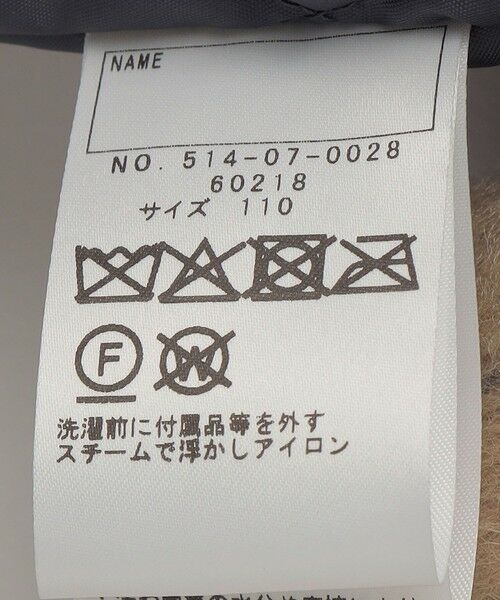 NAME
NO. 514-07-0028
60218
サイズ 110
F W
洗濯前に付属品等を外す
スチームで浮かしアイロン